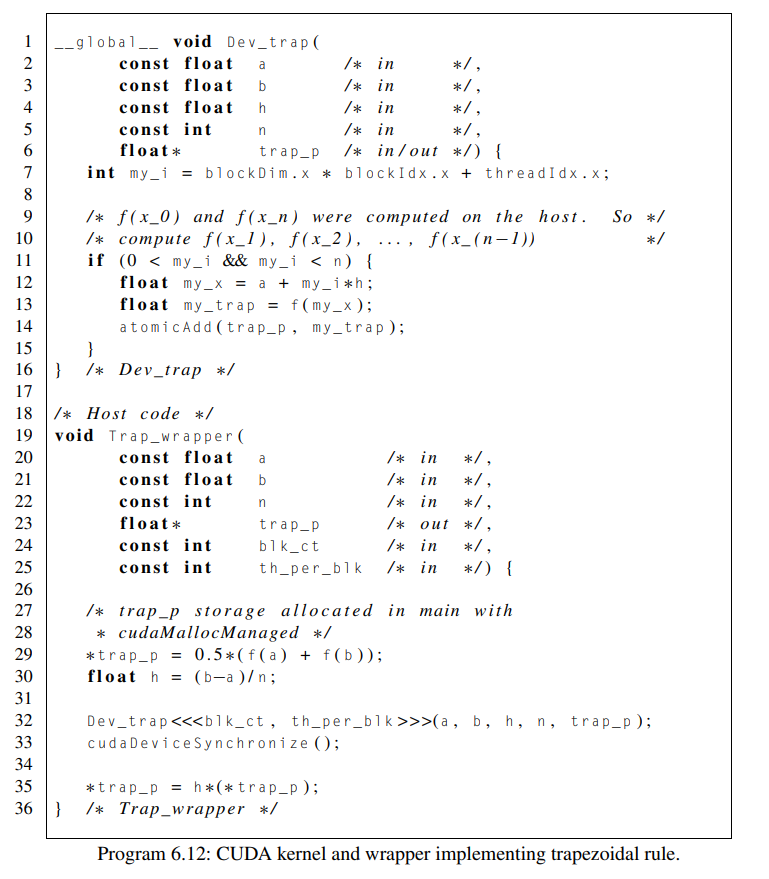 1 __global__ void Dev_trap(
2 const float a /* in */,
3 const float b /* in */,
4 const float h /* in */,
5 const int n /* in */,
6 float* trap_p /* in/out */) {
7 int my_i = blockDim.x * blockIdx.x + threadIdx.x;
8
9 /* f(x_0) and f(x_n) were computed on the host. So */
10 /* compute f(x_1), f(x_2), ..., f(x_(n-1)) */
11 if (0 < my_i && my_i < n) {
12 float my_x = a + my_i*h;
13 float my_trap = f(my_x);
14 atomicAdd(trap_p, my_trap);
15 }
16 } /* Dev_trap */
17
18 /* Host code */
19 void Trap_wrapper(
20 const float a /* in */,
21 const float b /* in */,
22 const int n /* in */,
23 float* trap_p /* out */,
24 const int blk_ct /* in */,
25 const int th_per_blk /* in */) {
26
27 /* trap_p storage allocated in main with
28 * cudaMallocManaged */
29 *trap_p = 0.5*(f(a) + f(b));
30 float h = (b-a)/n;
31
32 Dev_trap<<<blk_ct, th_per_blk>>>(a, b, h, n, trap_p);
33 cudaDeviceSynchronize();
34
35 *trap_p = h*(*trap_p);
36 } /* Trap_wrapper */
Program 6.12: CUDA kernel and wrapper implementing trapezoidal rule.